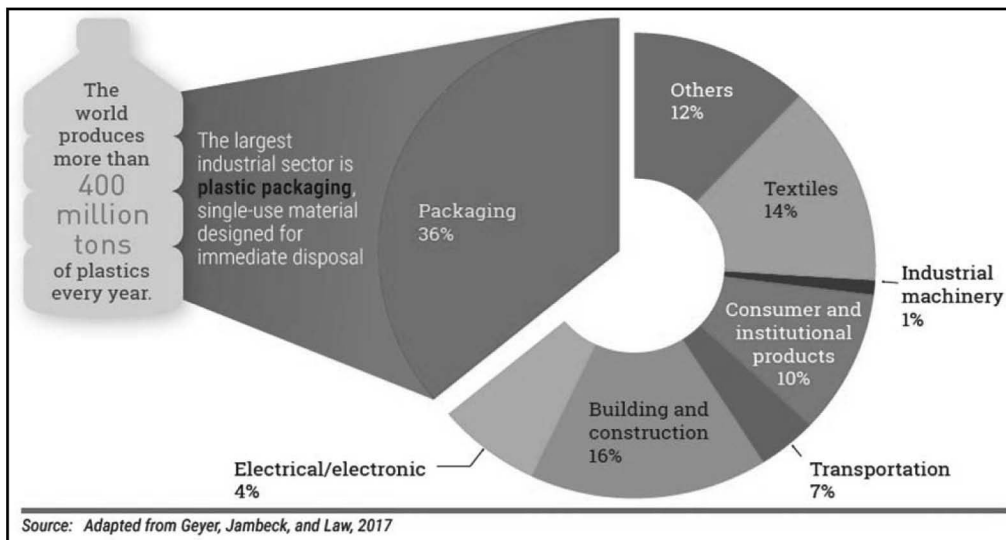 The
world
produces
more than
400
million
tons
of plastics
every year.
The largest
industrial sector is
plastic packaging,
single-use material
designed for
immediate disposal
Packaging
36%
Others
12%
Textiles
14%
Industrial
machinery
1%
Consumer and
institutional
products
10%
Transportation
7%
Building and
construction
16%
Electrical/electronic
4%
Source: Adapted from Geyer, Jambeck, and Law, 2017